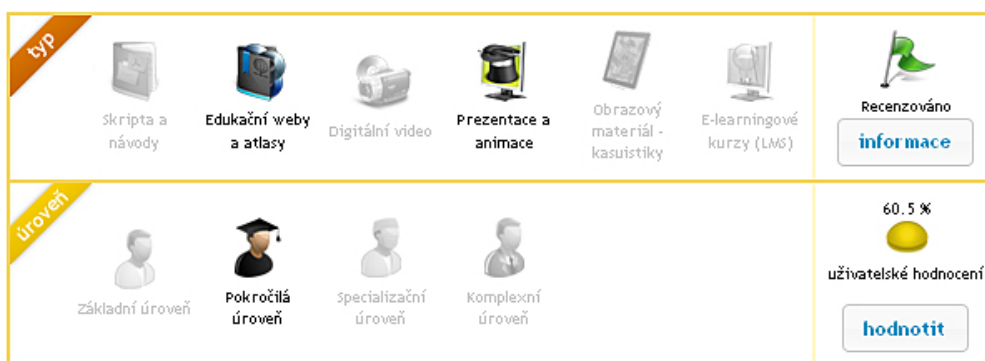 typ
Skripta a
návody
Edukační weby
a atlasy
Digitální video
Prezentace a
animace
Obrazový
materiál -
kasuistiky
E-learningové
kurzy (LMS)
Recenzováno
informace
úroveň
Základní úroveň
Pokročilá
úroveň
Specializační
úroveň
Komplexní
úroveň
60.5 %
uživatelské hodnocení
hodnotit